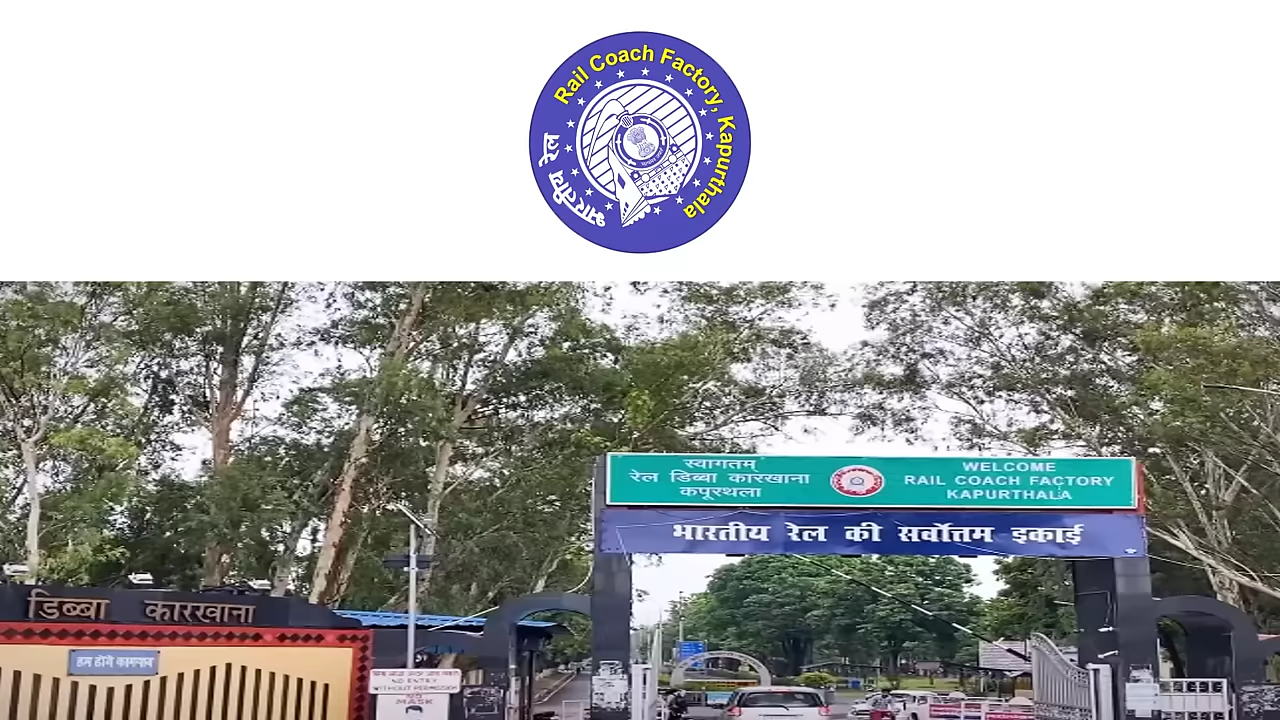 Rail Coach Factory, Kapurthala
भारतीय रेल
स्वागतम्
रेल डिब्बा कारखाना
कपूरथला
WELCOME
RAIL COACH FACTORY
KAPURTHALA
भारतीय रेल की सर्वोत्तम इकाई
डिब्बा कारखाना
हम होंगे कामयाब
NO ENTRY
WITHOUT PERMISSION
MASK